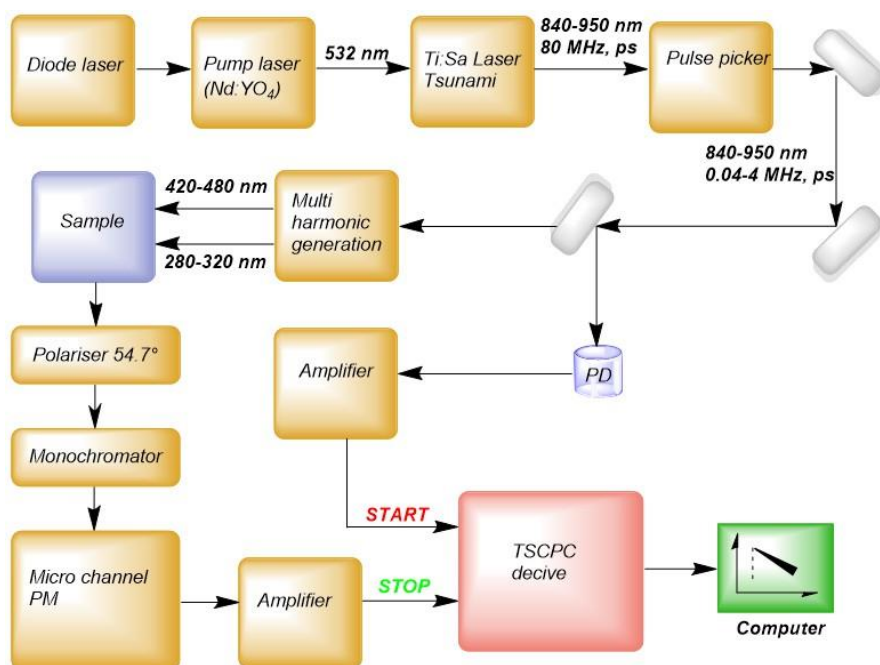 Diode laser
Pump laser
(Nd:YO4)
532 nm
Ti:Sa Laser
Tsunami
840-950 nm
80 MHz, ps
Pulse picker
840-950 nm
0.04-4 MHz, ps
Sample
420-480 nm
280-320 nm
Multi
harmonic
generation
Polariser 54.7°
Amplifier
PD
Monochromator
START
TSCPC
decive
Micro channel
PM
Amplifier
STOP
Computer